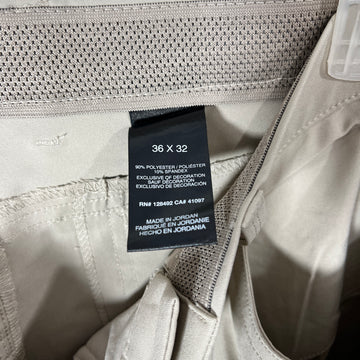 36 X 32
90% POLYESTER / POLIÉSTER
10% SPANDEX
EXCLUSIVE OF DECORATION
SAUF DÉCORATION
EXCLUSIVO DE DECORACIÓN
RN# 128492 CA# 41097
MADE IN JORDAN
FABRIQUÉ EN JORDANIE
HECHO EN JORDANIA